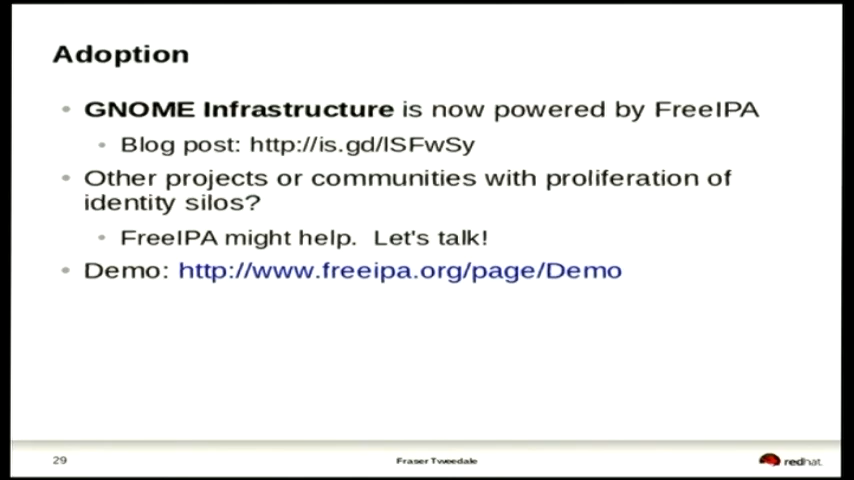 Adoption
GNOME Infrastructure is now powered by FreeIPA
Blog post: http://is.gd/lSFwSy
Other projects or communities with proliferation of
identity silos?
FreeIPA might help.  Let's talk!
Demo: http://www.freeipa.org/page/Demo
29
Fraser Tweedale
redhat.